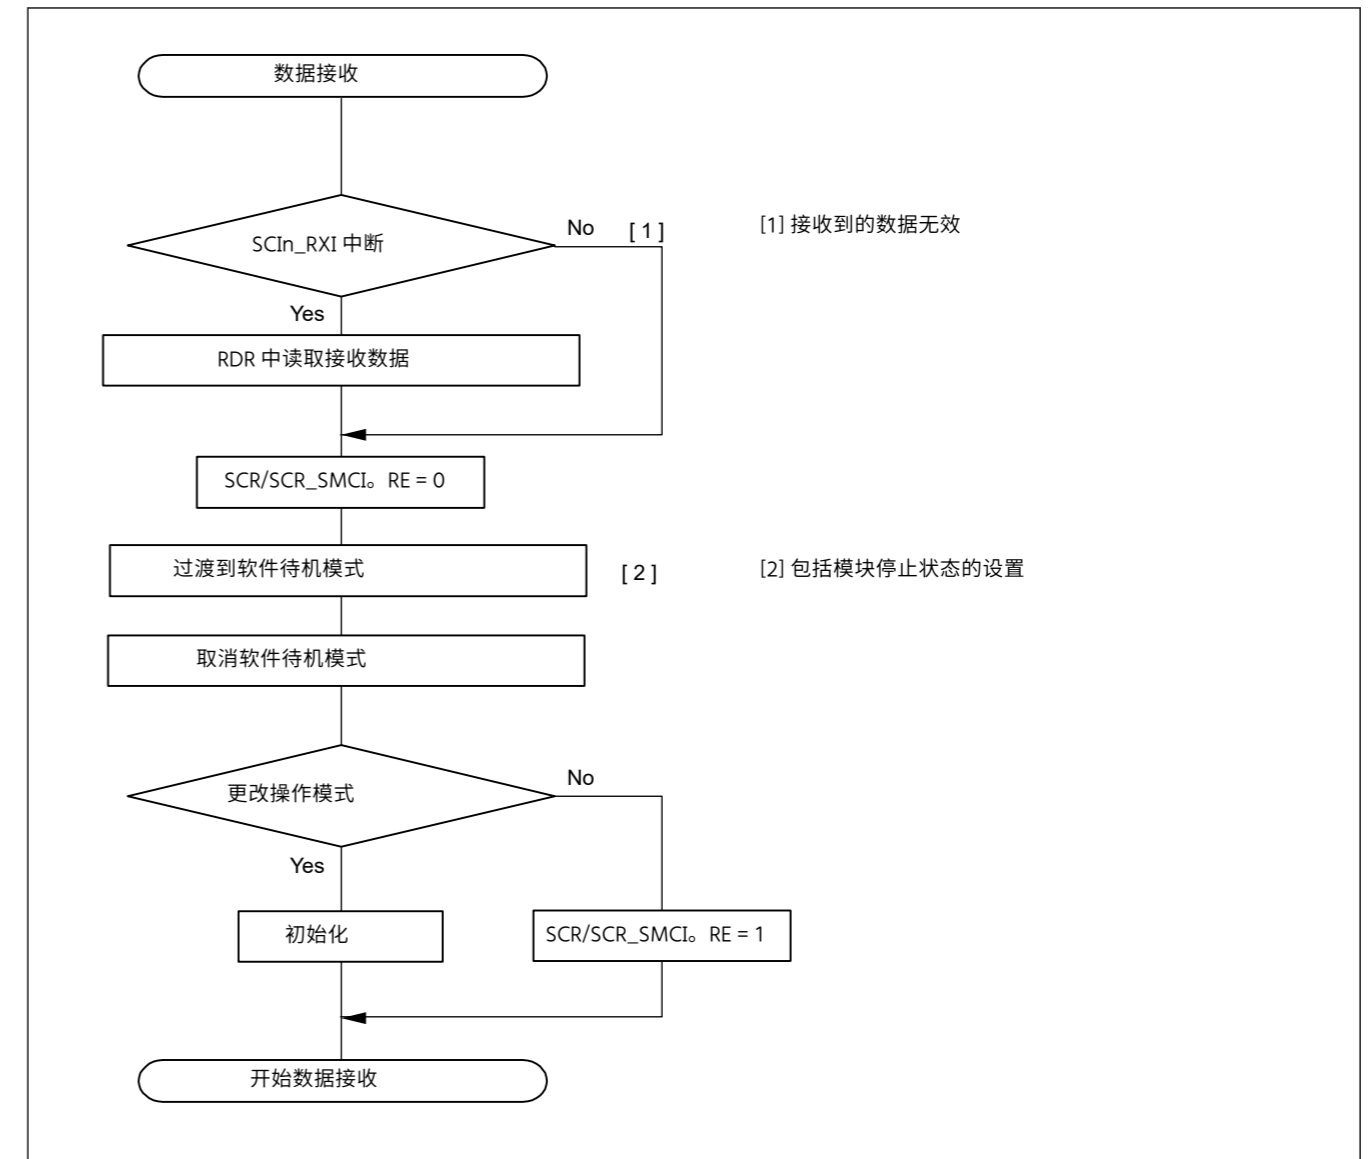 数据接收
No [ 1 ] [1] 接收到的数据无效
SCIn_RXI 中断
Yes
RDR 中读取接收数据
SCR/SCR_SMCI。RE = 0
过渡到软件待机模式 [ 2 ] [2] 包括模块停止状态的设置
取消软件待机模式
No
更改操作模式
Yes
初始化 SCR/SCR_SMCI。RE = 1
开始数据接收